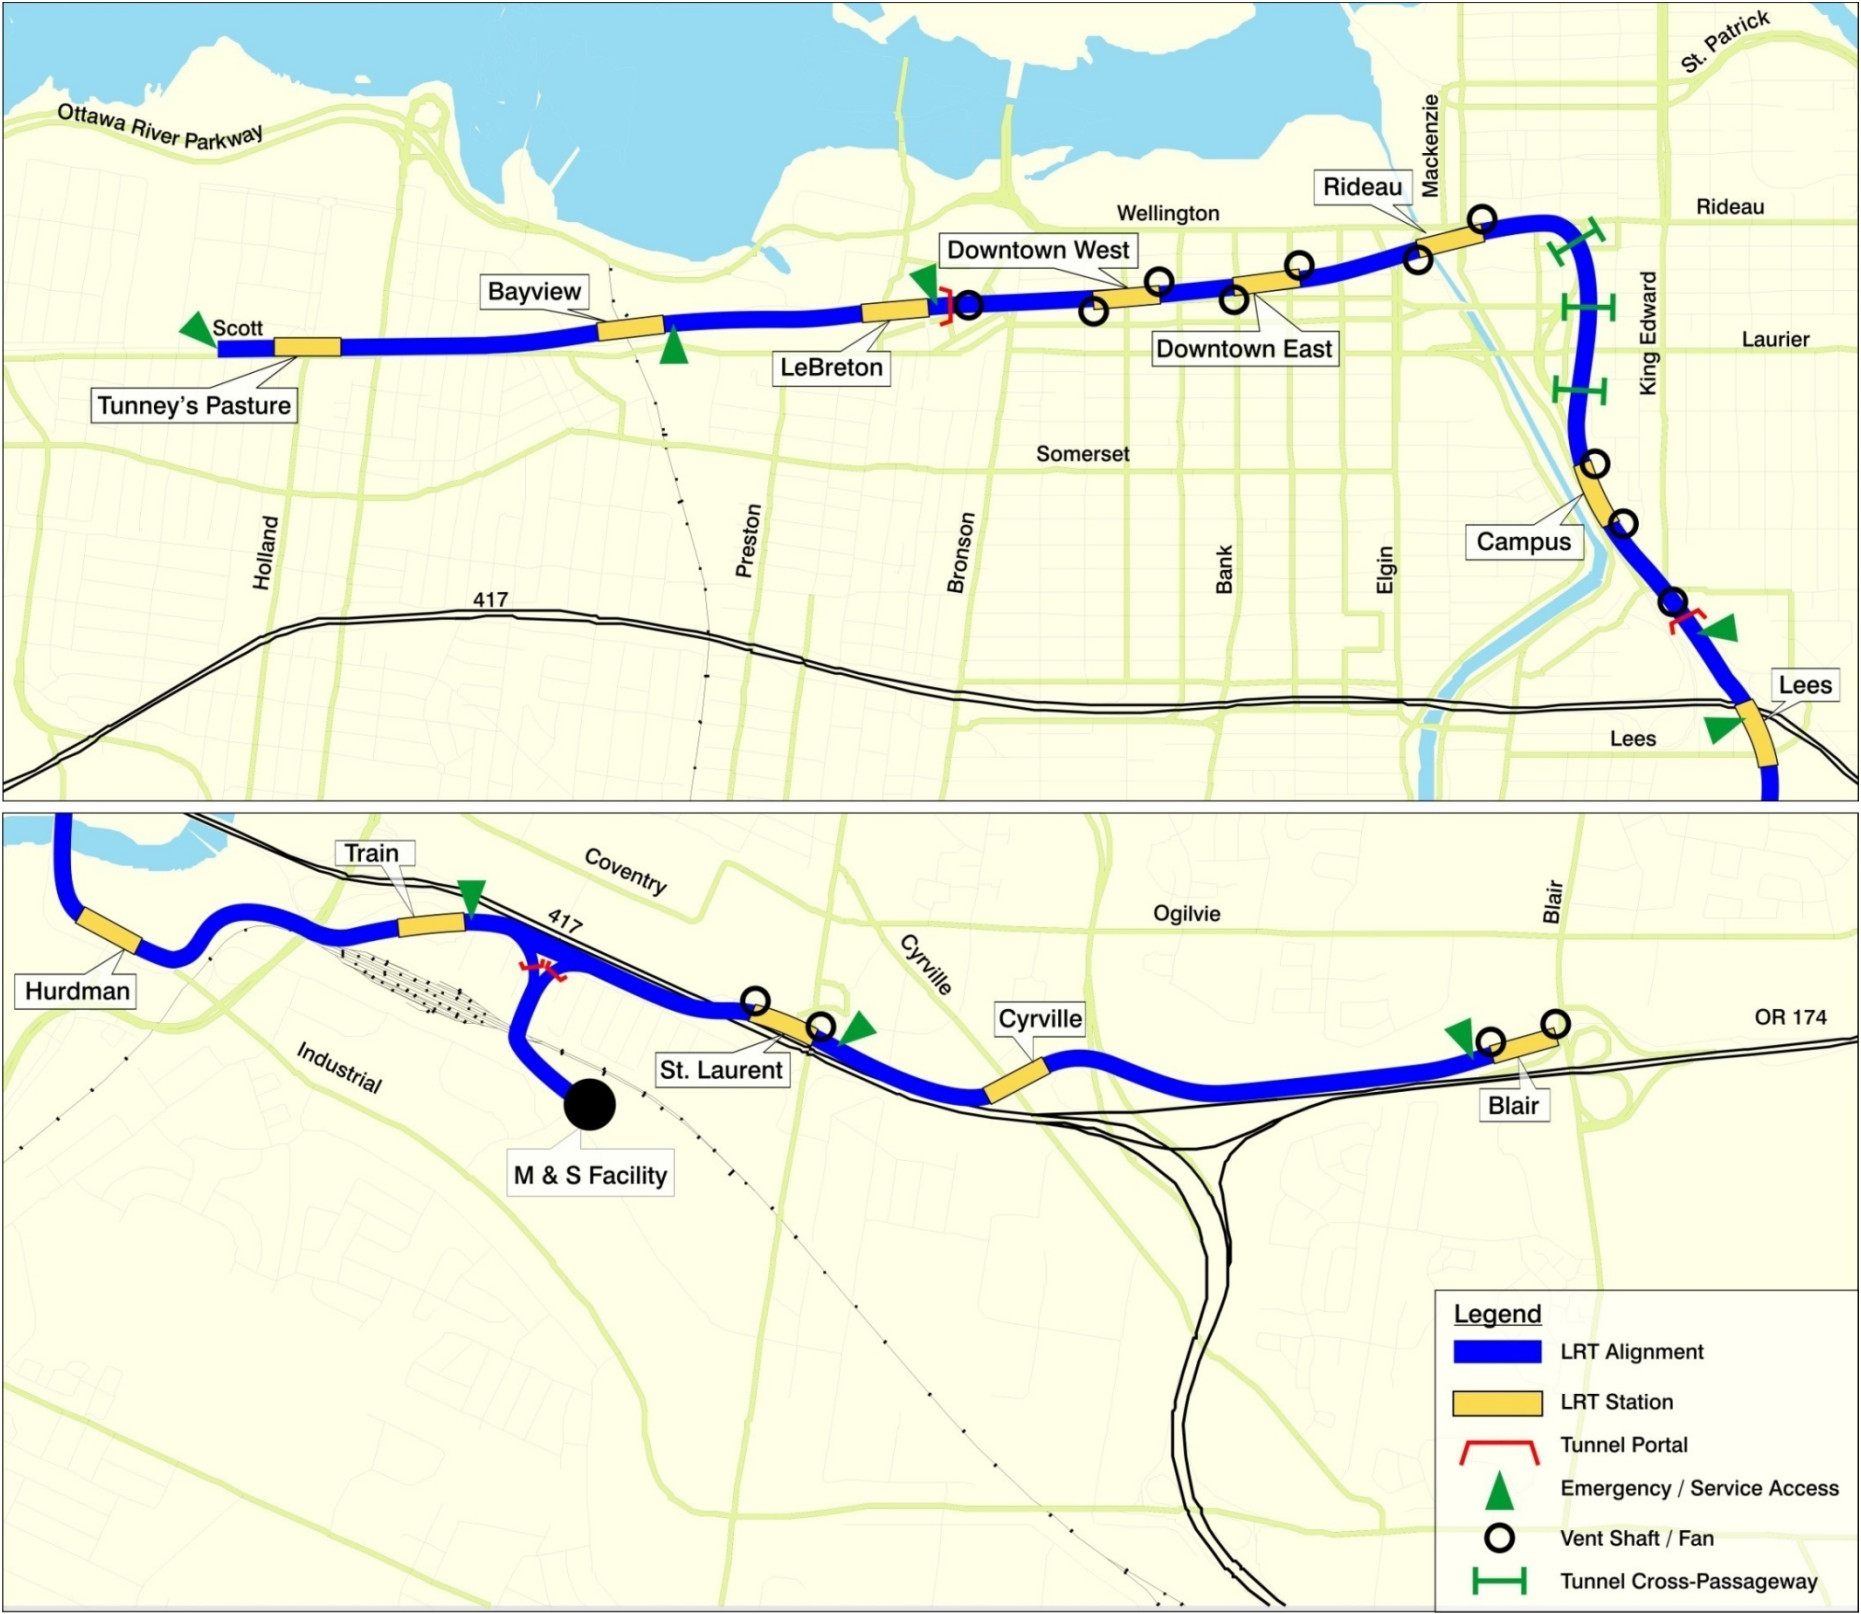 St. Patrick
Ottawa River Parkway
Mackenzie
Rideau
Wellington
Rideau
Downtown West
Bayview
Scott
Downtown East
King Edward
Laurier
LeBreton
Tunney's Pasture
Somerset
Holland
Preston
Bronson
Bank
Elgin
Campus
417
Lees
Lees
Train
Coventry
417
Ogilvie
Blair
Cyrville
Hurdman
Cyrville
OR 174
Industrial
St. Laurent
Blair
M & S Facility
Legend
LRT Alignment
LRT Station
Tunnel Portal
Emergency / Service Access
Vent Shaft / Fan
Tunnel Cross-Passageway